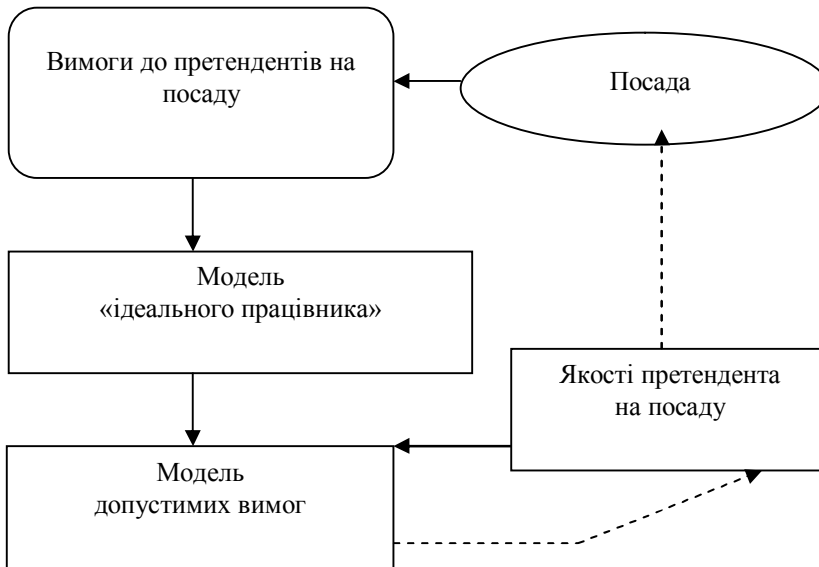 Вимоги до претендентів на
посаду
Посада
Модель
«ідеального працівника»
Якості претендента
на посаду
Модель
допустимих вимог